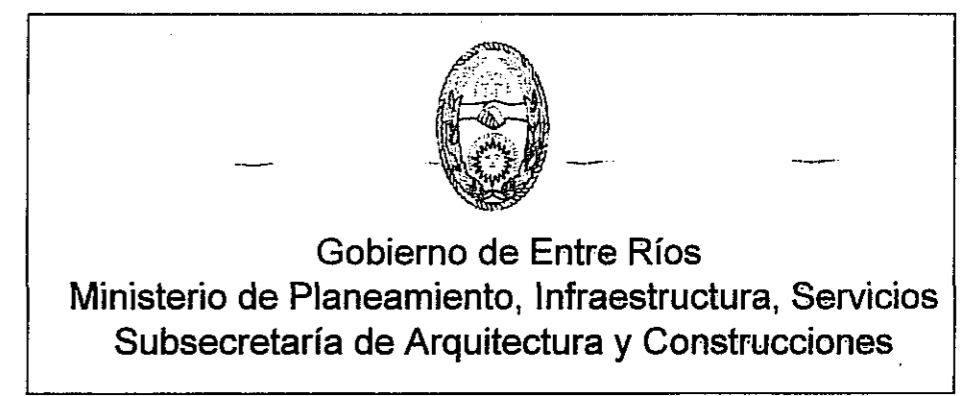 Gobierno de Entre Ríos
Ministerio de Planeamiento, Infraestructura, Servicios
Subsecretaría de Arquitectura y Construcciones